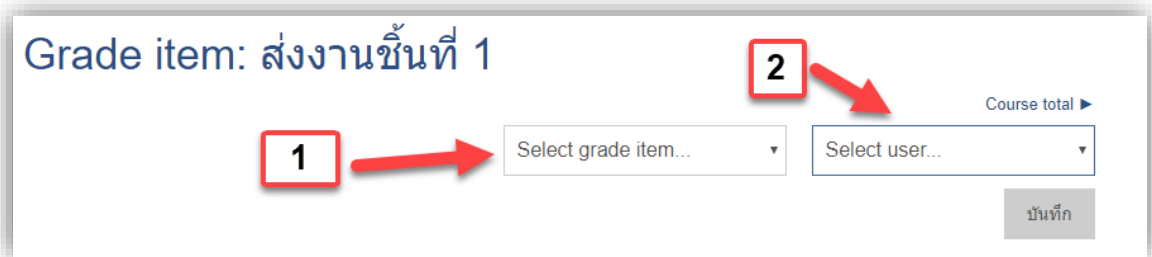 Grade item: ส่งงานชิ้นที่ 1
2
Course total ►
1
Select grade item...
Select user...
บันทึก